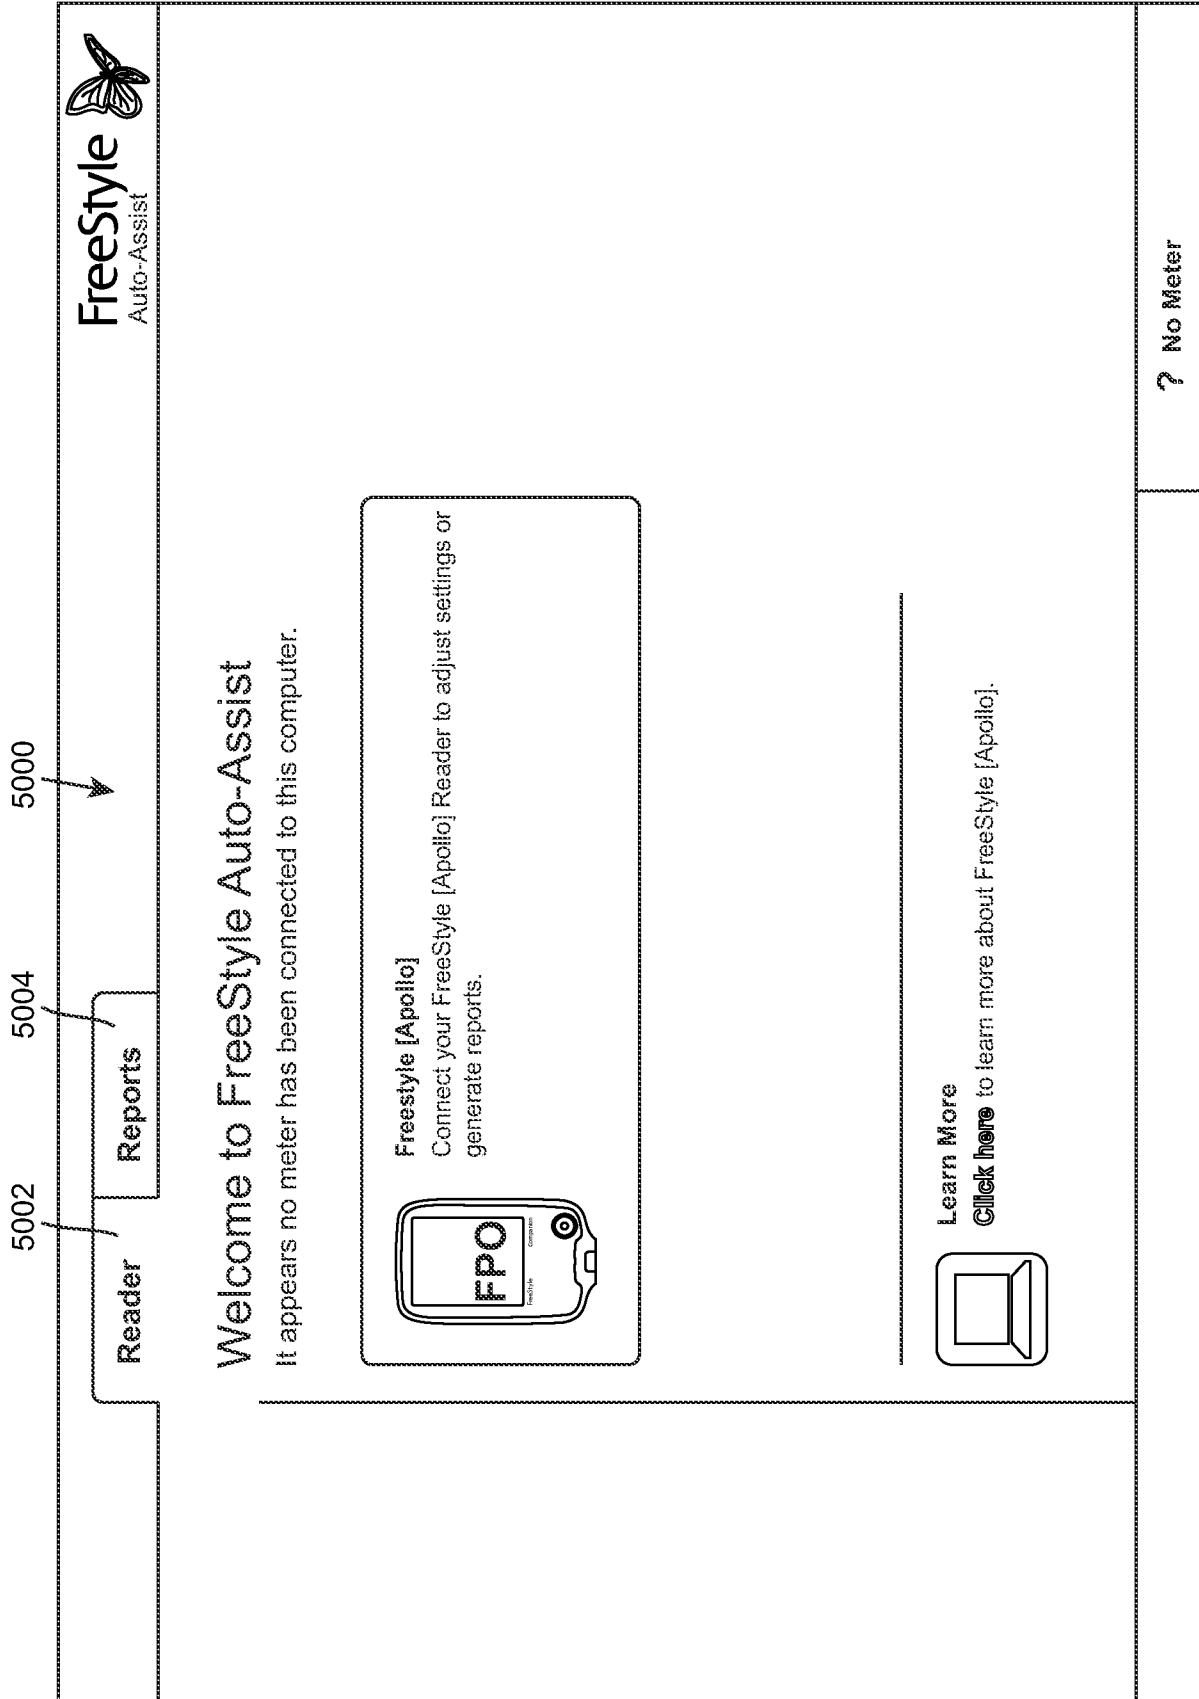 5002
5004
5000
Reader
Reports
FreeStyle
Auto-Assist
Welcome to FreeStyle Auto-Assist
It appears no meter has been connected to this computer.
FPO
FreeStyle Companion
Freestyle [Apollo]
Connect your FreeStyle [Apollo] Reader to adjust settings or
generate reports.
Learn More
Click here to learn more about FreeStyle [Apollo].
? No Meter